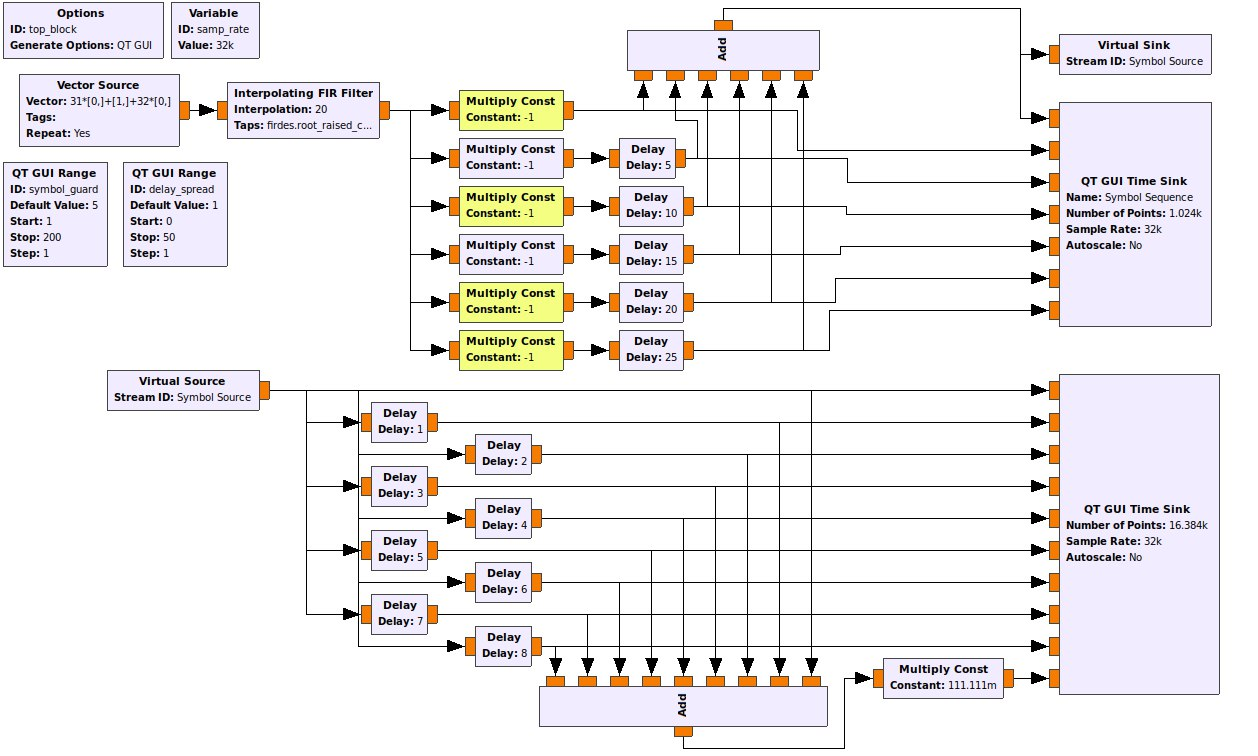 Options
ID: top_block
Generate Options: QT GUI
Variable
ID: samp_rate
Value: 32k
Vector Source
Vector: 31*[0,]+[1,]+32*[0,]
Tags:
Repeat: Yes
Interpolating FIR Filter
Interpolation: 20
Taps: firdes.root_raised_c...
QT GUI Range
ID: symbol_guard
Default Value: 5
Start: 1
Stop: 200
Step: 1
QT GUI Range
ID: delay_spread
Default Value: 1
Start: 0
Stop: 50
Step: 1
Multiply Const
Constant: -1
Multiply Const
Constant: -1
Delay
Delay: 5
Multiply Const
Constant: -1
Delay
Delay: 10
Multiply Const
Constant: -1
Delay
Delay: 15
Multiply Const
Constant: -1
Delay
Delay: 20
Multiply Const
Constant: -1
Delay
Delay: 25
Add
Virtual Sink
Stream ID: Symbol Source
QT GUI Time Sink
Name: Symbol Sequence
Number of Points: 1.024k
Sample Rate: 32k
Autoscale: No
Virtual Source
Stream ID: Symbol Source
Delay
Delay: 1
Delay
Delay: 2
Delay
Delay: 3
Delay
Delay: 4
Delay
Delay: 5
Delay
Delay: 6
Delay
Delay: 7
Delay
Delay: 8
Add
Multiply Const
Constant: 111.111m
QT GUI Time Sink
Number of Points: 16.384k
Sample Rate: 32k
Autoscale: No